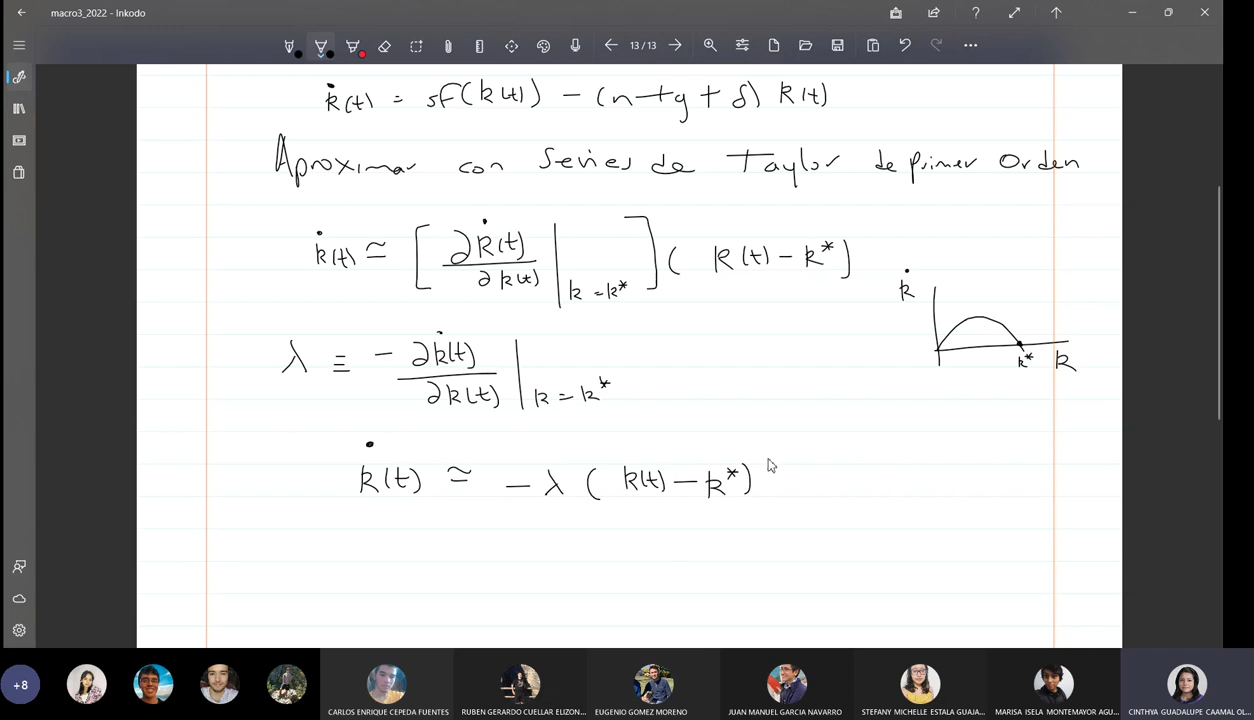 macro3_2022 - Inkodo
13/13
k̇(t) = sf(k(t)) - (n+g+δ) k(t)
Aproximar con Series de Taylor de primer Orden
k̇(t) ≃ [ ∂k̇(t)/∂k(t) |k=k* ] ( k(t) - k* )
k̇
k*
k
λ ≡ - ∂k̇(t)/∂k(t) |k=k*
k̇(t) ≃ - λ ( k(t) - k* )
+8
CARLOS ENRIQUE CEPEDA FUENTES
RUBEN GERARDO CUELLAR ELIZON...
EUGENIO GOMEZ MORENO
JUAN MANUEL GARCIA NAVARRO
STEFANY MICHELLE ESTALA GUAJA...
MARISA ISELA MONTEMAYOR AGU...
CINTHYA GUADALUPE CAAMAL OL...